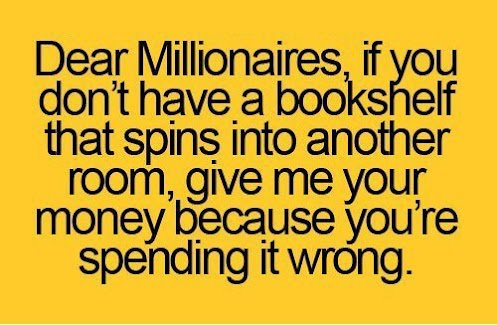 Dear Millionaires, if you
don't have a bookshelf
that spins into another
room, give me your
money because you're
spending it wrong.